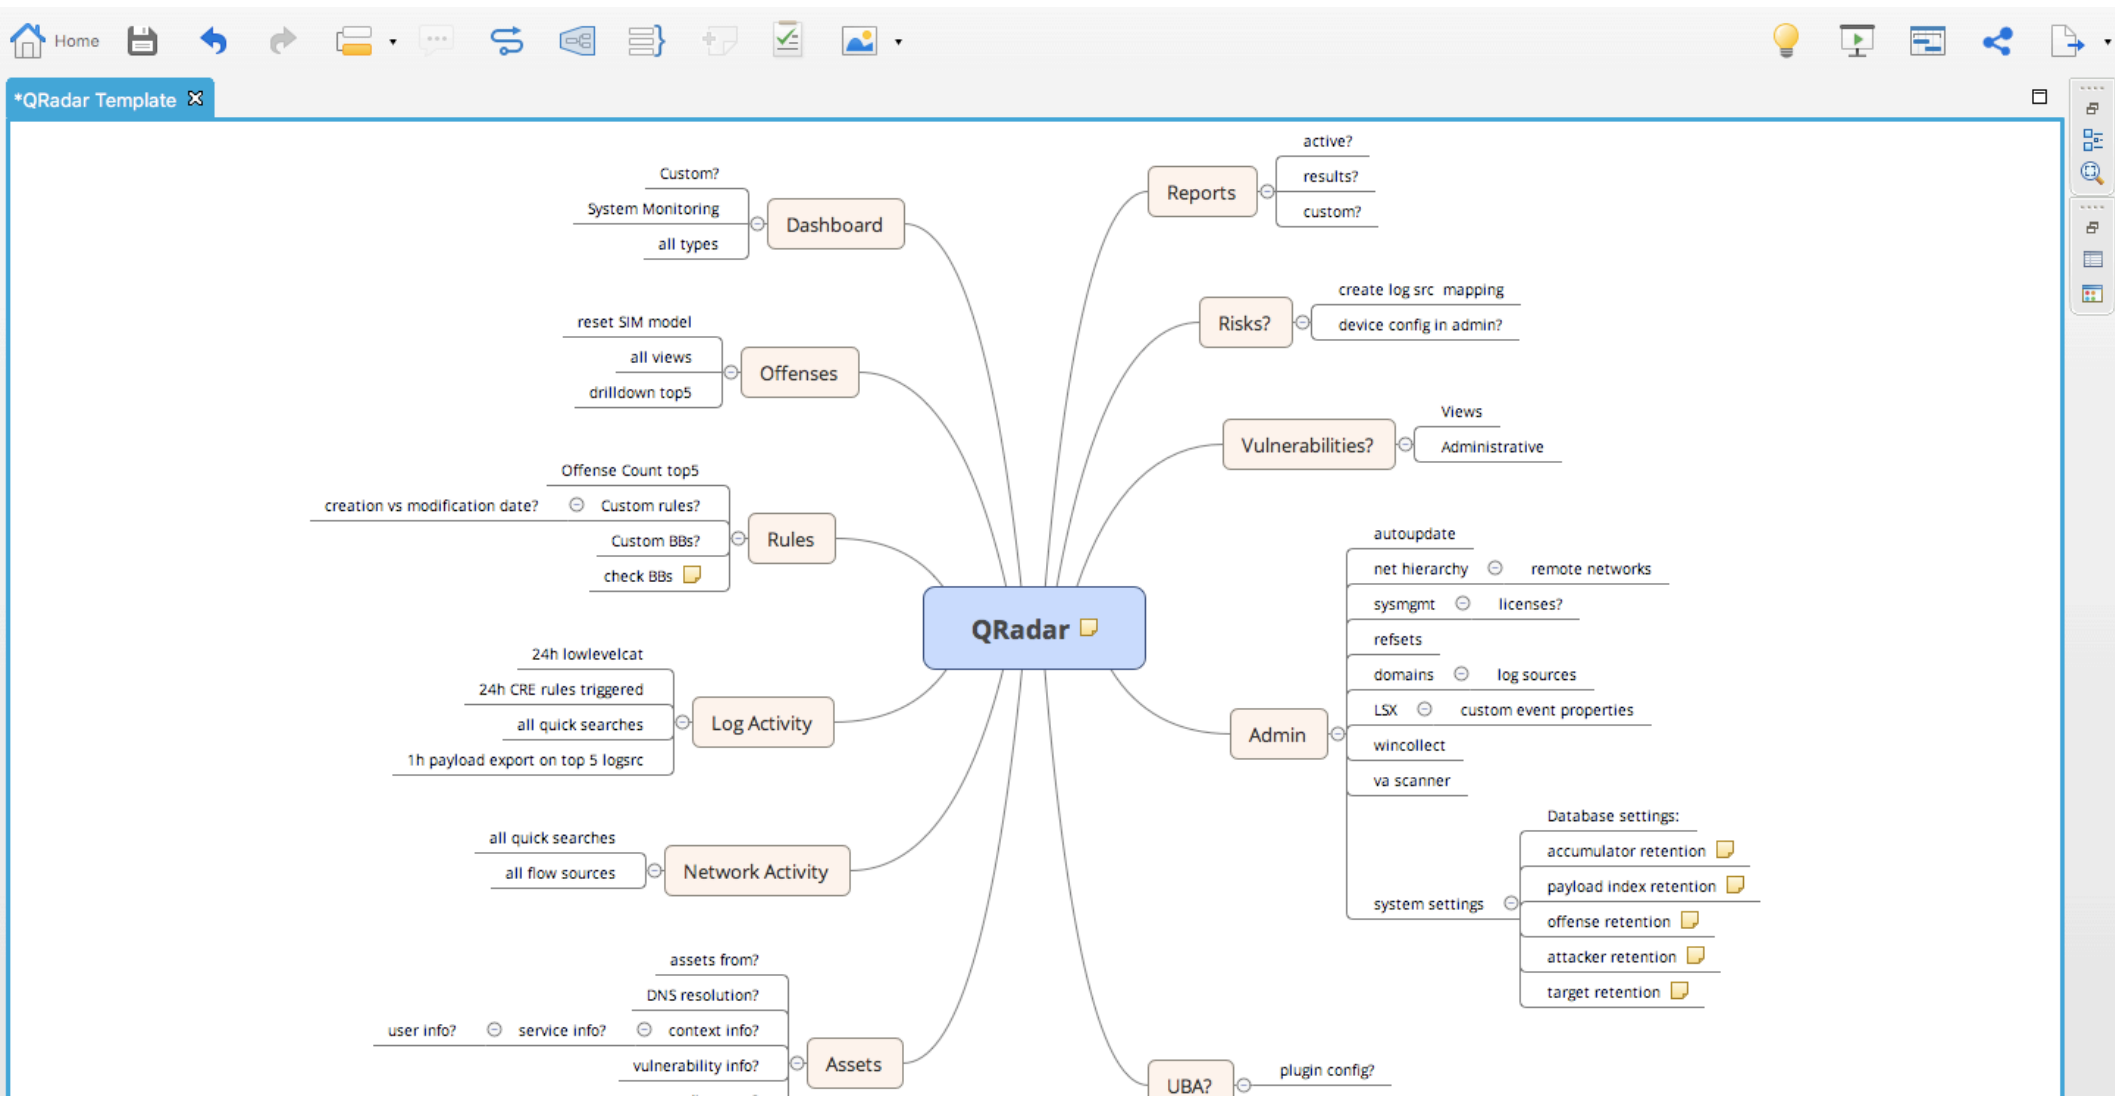 Home
*QRadar Template
Custom?
System Monitoring
all types
Dashboard
reset SIM model
all views
drilldown top5
Offenses
Offense Count top5
creation vs modification date?
Custom rules?
Custom BBs?
check BBs
Rules
24h lowlevelcat
24h CRE rules triggered
all quick searches
1h payload export on top 5 logsrc
Log Activity
all quick searches
all flow sources
Network Activity
assets from?
DNS resolution?
user info?
service info?
context info?
vulnerability info?
Assets
QRadar
Reports
active?
results?
custom?
Risks?
create log src  mapping
device config in admin?
Vulnerabilities?
Views
Administrative
Admin
autoupdate
net hierarchy
remote networks
sysmgmt
licenses?
refsets
domains
log sources
LSX
custom event properties
wincollect
va scanner
system settings
Database settings:
accumulator retention
payload index retention
offense retention
attacker retention
target retention
UBA?
plugin config?